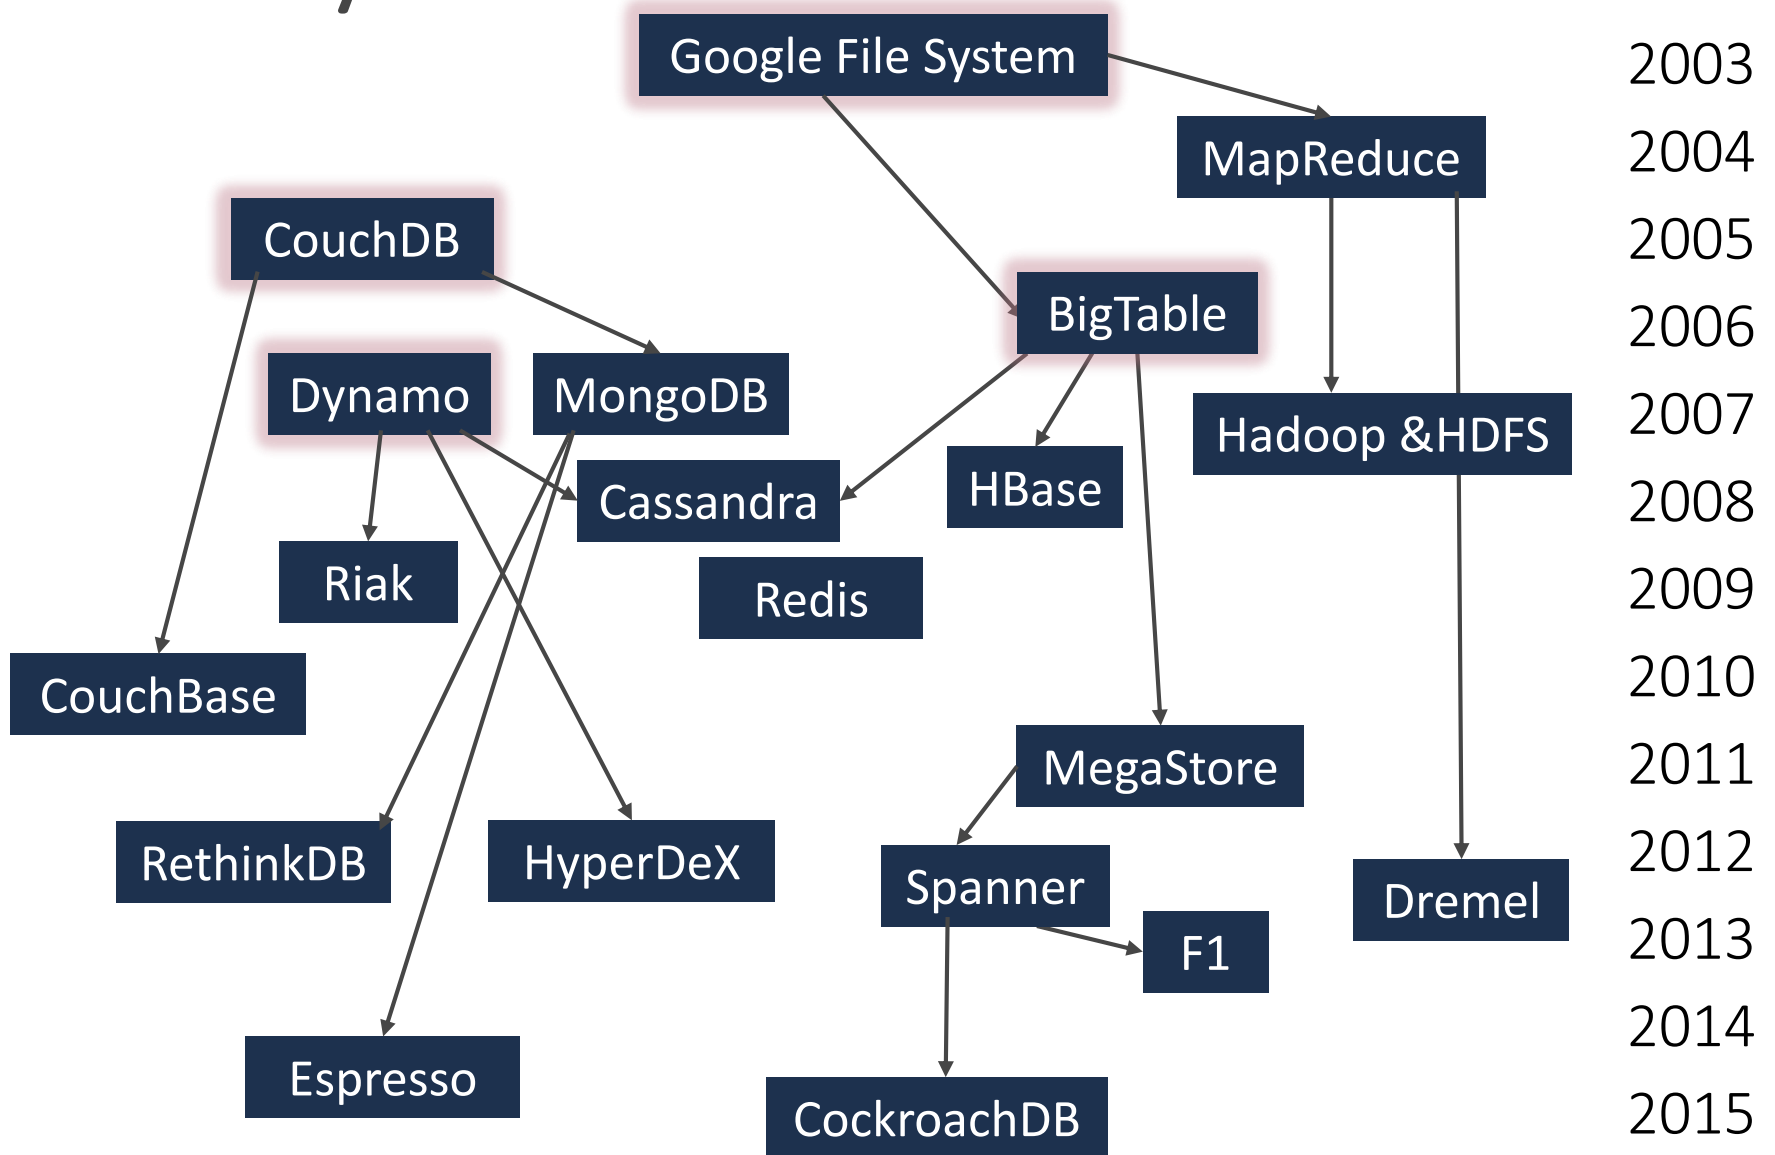 Google File System
2003
MapReduce
2004
CouchDB
2005
BigTable
2006
Dynamo
MongoDB
2007
Hadoop &HDFS
Cassandra
HBase
2008
Riak
Redis
2009
CouchBase
2010
MegaStore
2011
RethinkDB
HyperDeX
2012
Spanner
Dremel
F1
2013
2014
Espresso
CockroachDB
2015